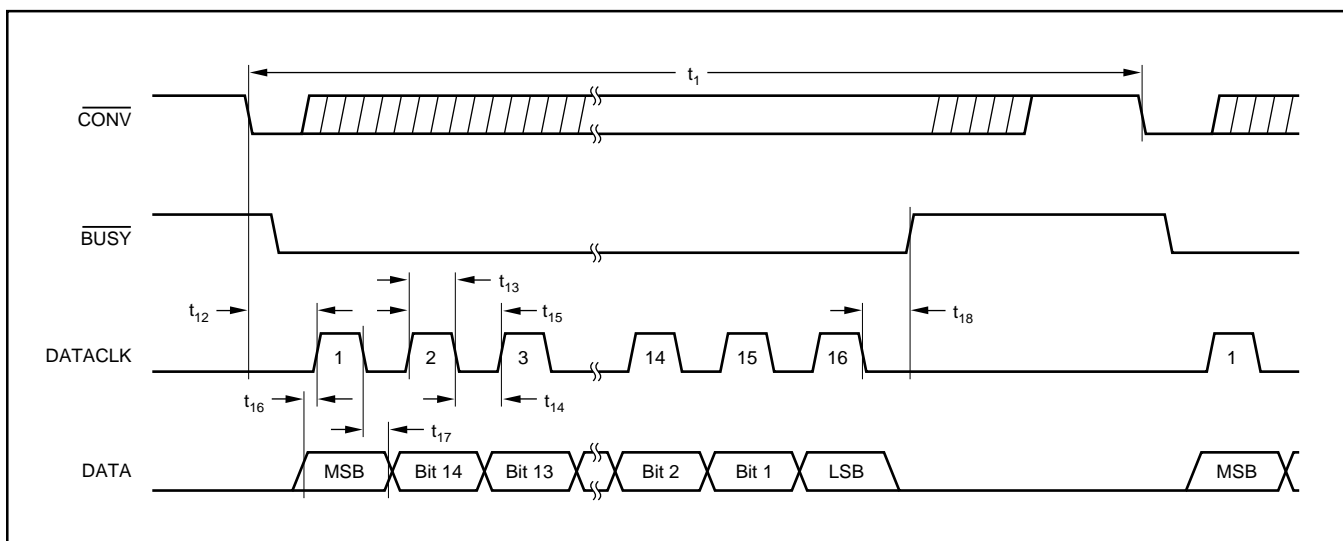 t₁
CONV
BUSY
t₁₃
t₁₂
t₁₅
t₁₈
DATACLK
1
2
3
14
15
16
1
t₁₆
t₁₄
t₁₇
DATA
MSB
Bit 14
Bit 13
Bit 2
Bit 1
LSB
MSB